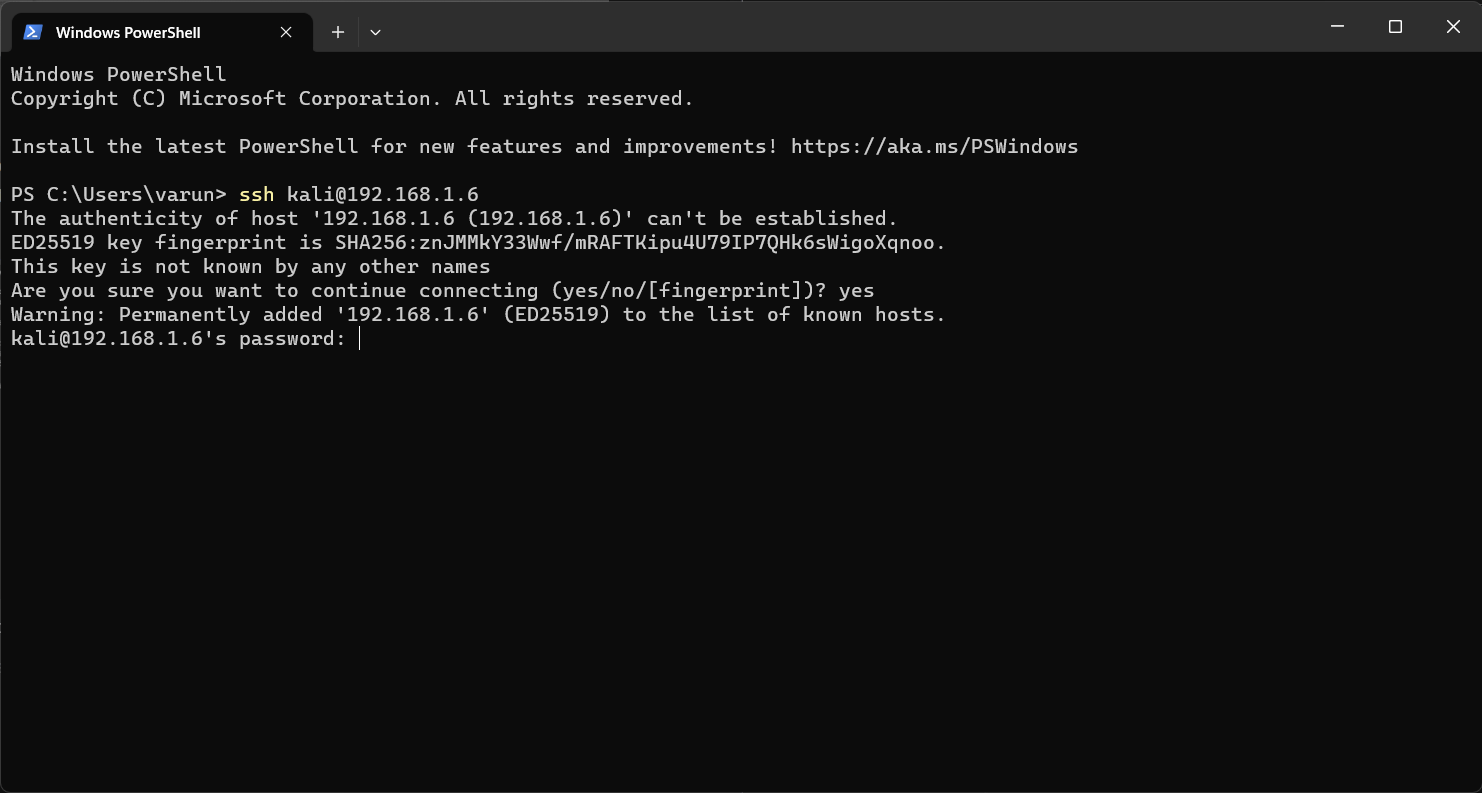 Windows PowerShell
Windows PowerShell
Copyright (C) Microsoft Corporation. All rights reserved.
Install the latest PowerShell for new features and improvements! https://aka.ms/PSWindows
PS C:\Users\varun> ssh kali@192.168.1.6
The authenticity of host '192.168.1.6 (192.168.1.6)' can't be established.
ED25519 key fingerprint is SHA256:znJMMkY33Wwf/mRAFTKipu4U79IP7QHk6sWigoXqnoo.
This key is not known by any other names
Are you sure you want to continue connecting (yes/no/[fingerprint])? yes
Warning: Permanently added '192.168.1.6' (ED25519) to the list of known hosts.
kali@192.168.1.6's password: